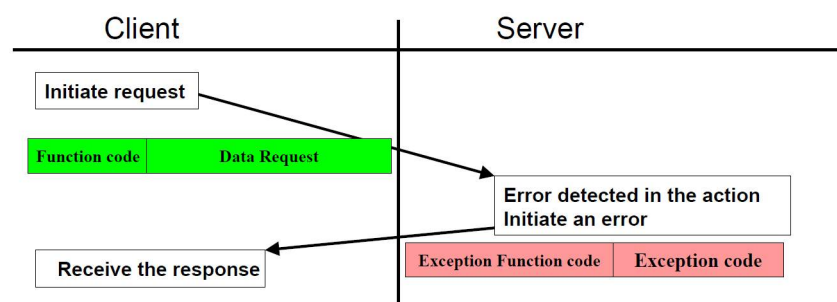 Client
Server
Initiate request
Function code
Data Request
Error detected in the action
Initiate an error
Receive the response
Exception Function code
Exception code